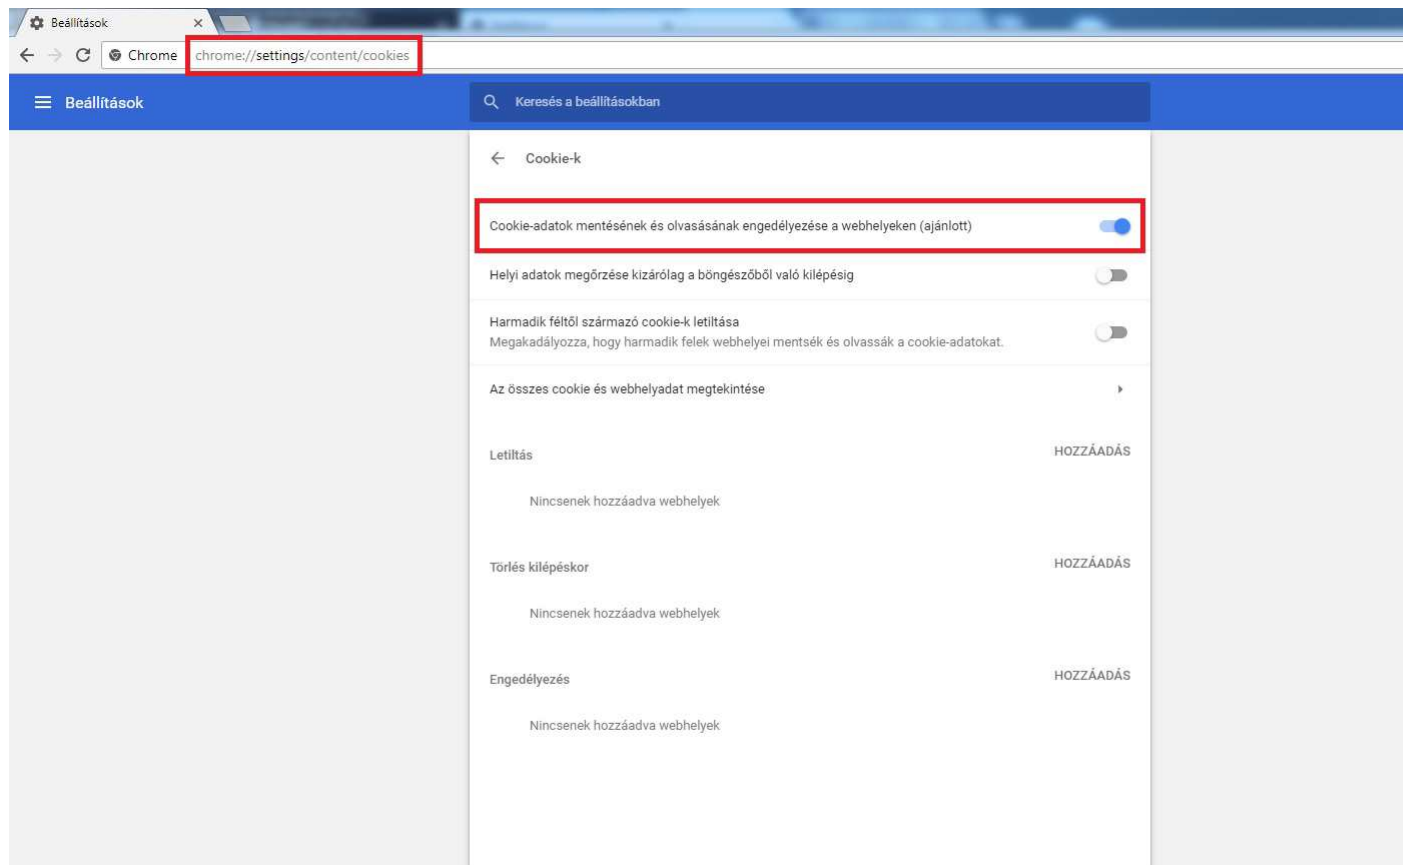 Beállítások
Chrome chrome://settings/content/cookies
Beállítások
Keresés a beállításokban
Cookie-k
Cookie-adatok mentésének és olvasásának engedélyezése a webhelyeken (ajánlott)
Helyi adatok megőrzése kizárólag a böngészőből való kilépésig
Harmadik féltől származó cookie-k letiltása
Megakadályozza, hogy harmadik felek webhelyei mentsék és olvassák a cookie-adatokat.
Az összes cookie és webhelyadat megtekintése
Letiltás HOZZÁADÁS
Nincsenek hozzáadva webhelyek
Törlés kilépéskor HOZZÁADÁS
Nincsenek hozzáadva webhelyek
Engedélyezés HOZZÁADÁS
Nincsenek hozzáadva webhelyek